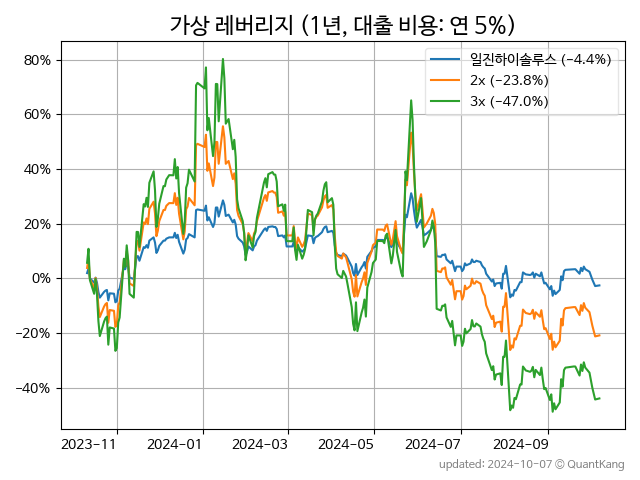 가상 레버리지 (1년, 대출 비용: 연 5%)
일진하이솔루스 (−4.4%)
2x (−23.8%)
3x (−47.0%)
80%
60%
40%
20%
0%
−20%
−40%
2023-11
2024-01
2024-03
2024-05
2024-07
2024-09
updated: 2024-10-07 © QuantKang